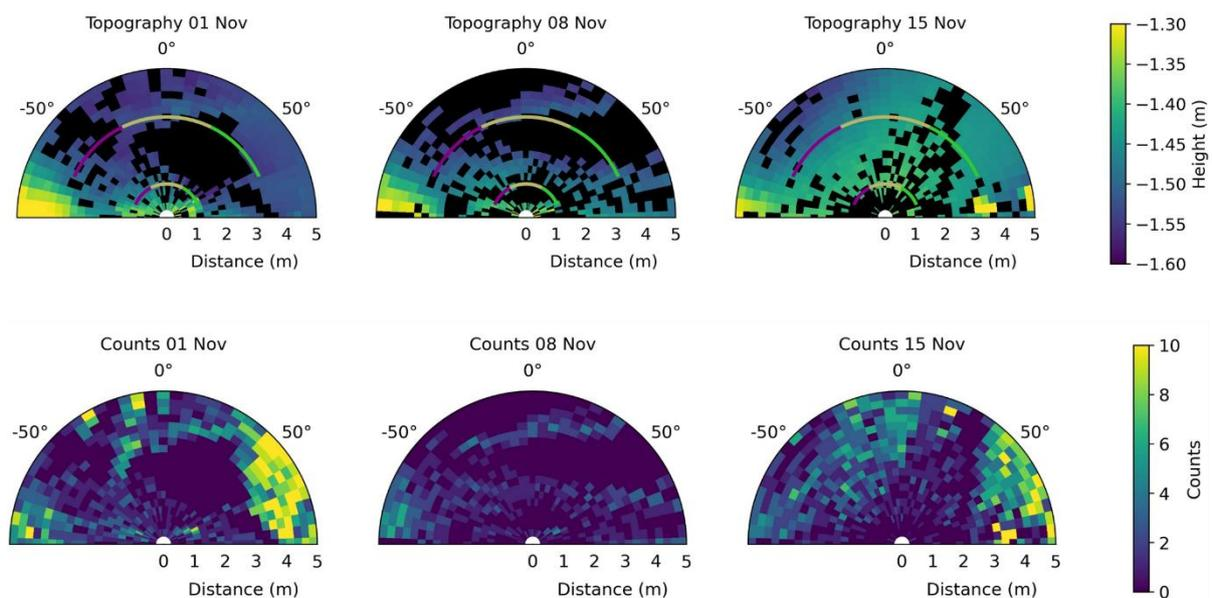 Topography 01 Nov
0°
-50°
50°
0 1 2 3 4 5
Distance (m)
Topography 08 Nov
0°
-50°
50°
0 1 2 3 4 5
Distance (m)
Topography 15 Nov
0°
-50°
50°
0 1 2 3 4 5
Distance (m)
−1.30
−1.35
−1.40
−1.45
−1.50
−1.55
−1.60
Height (m)
Counts 01 Nov
0°
-50°
50°
0 1 2 3 4 5
Distance (m)
Counts 08 Nov
0°
-50°
50°
0 1 2 3 4 5
Distance (m)
Counts 15 Nov
0°
-50°
50°
0 1 2 3 4 5
Distance (m)
10
8
6
4
2
0
Counts